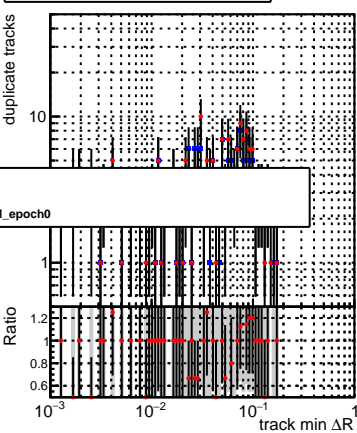 duplicate tracks
10
l_epoch0
1
Ratio
1.2
1
0.8
0.6
10⁻³ 10⁻² 10⁻¹ 1
track min ΔR